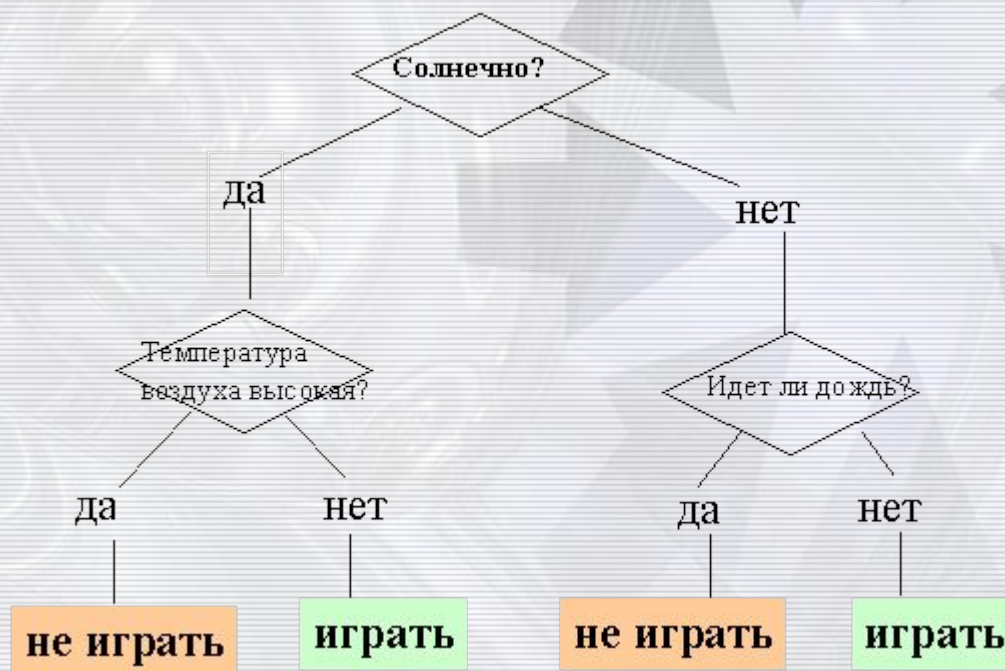 Солнечно?
да
нет
Температура
воздуха высокая?
Идет ли дождь?
да
нет
да
нет
не играть
играть
не играть
играть